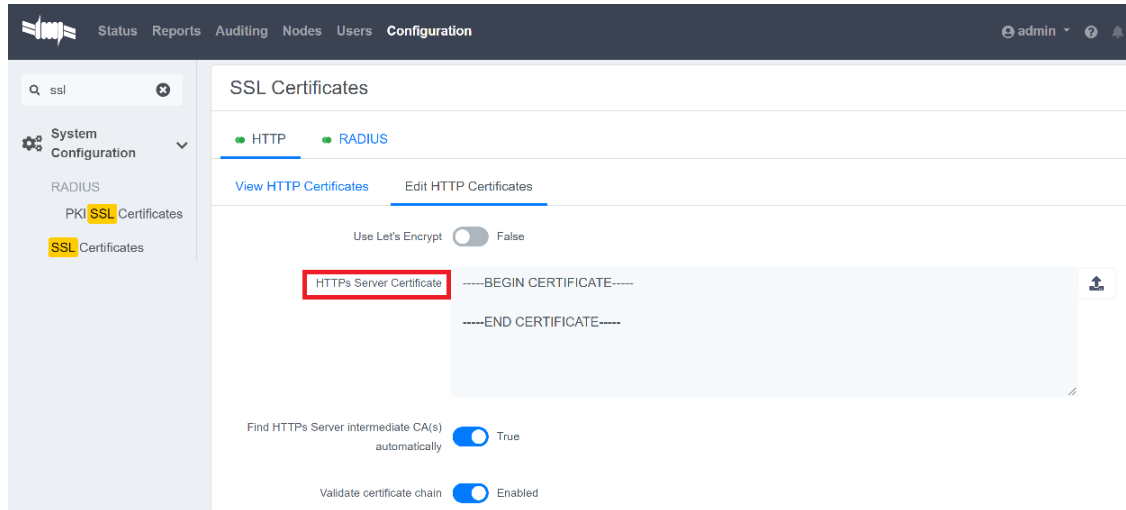 Status Reports Auditing Nodes Users Configuration admin
ssl
System
Configuration
RADIUS
PKI SSL Certificates
SSL Certificates
SSL Certificates
HTTP RADIUS
View HTTP Certificates Edit HTTP Certificates
Use Let's Encrypt False
HTTPs Server Certificate -----BEGIN CERTIFICATE-----
-----END CERTIFICATE-----
Find HTTPs Server intermediate CA(s)
automatically True
Validate certificate chain Enabled